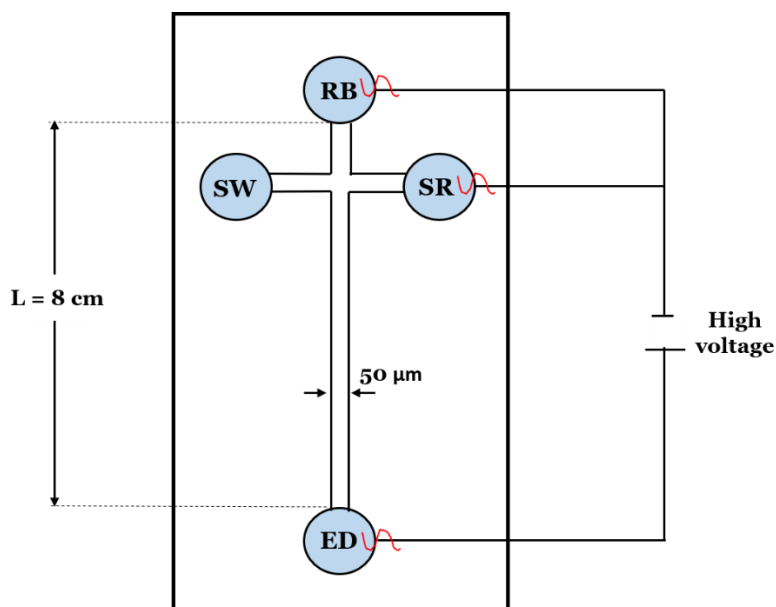 RB
SW
SR
L = 8 cm
High
voltage
50 µm
ED